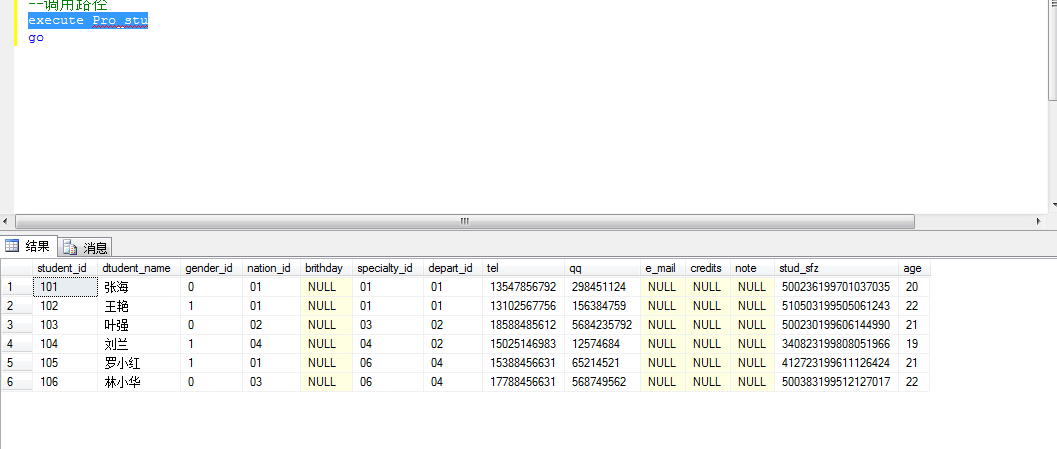 --调用路径
execute Pro_stu
go
结果 消息
student_id dtudent_name gender_id nation_id brithday specialty_id depart_id tel qq e_mail credits note stud_sfz age
1 101 张海 0 01 NULL 01 01 13547856792 298451124 NULL NULL NULL 500236199701037035 20
2 102 王艳 1 01 NULL 01 01 13102567756 156384759 NULL NULL NULL 510503199505061243 22
3 103 叶强 0 02 NULL 03 02 18588485612 5684235792 NULL NULL NULL 500230199606144990 21
4 104 刘兰 1 04 NULL 04 02 15025146983 12574684 NULL NULL NULL 340823199808051966 19
5 105 罗小红 1 01 NULL 06 04 15388456631 65214521 NULL NULL NULL 412723199611126424 21
6 106 林小华 0 03 NULL 06 04 17788456631 568749562 NULL NULL NULL 500383199512127017 22